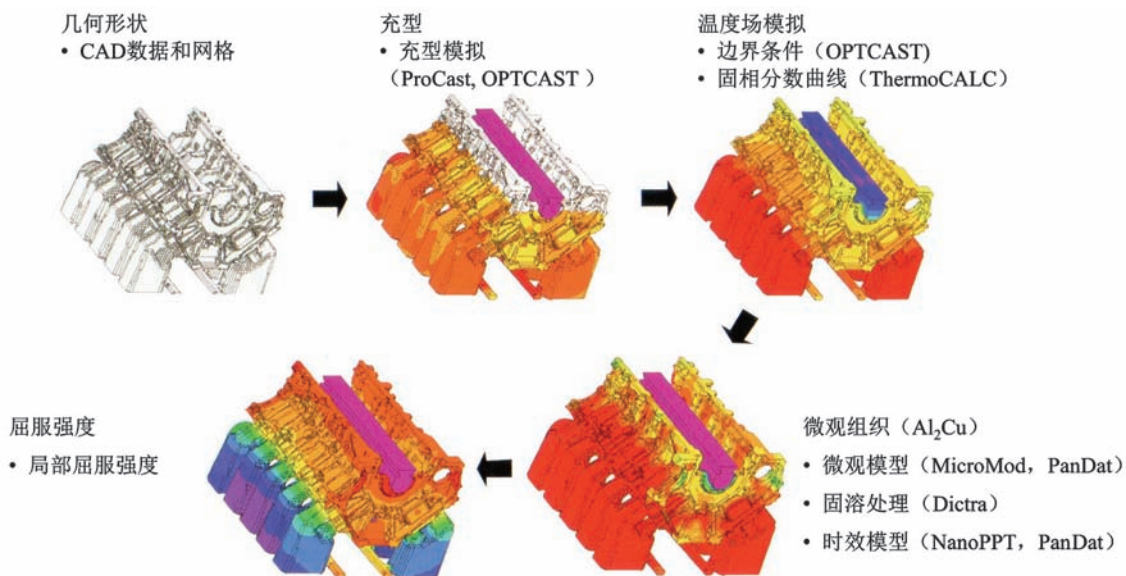 几何形状
• CAD数据和网格
充型
• 充型模拟
（ProCast, OPTCAST ）
温度场模拟
• 边界条件（OPTCAST)
• 固相分数曲线（ThermoCALC）
微观组织（Al₂Cu）
• 微观模型（MicroMod，PanDat）
• 固溶处理（Dictra）
• 时效模型（NanoPPT，PanDat）
屈服强度
• 局部屈服强度